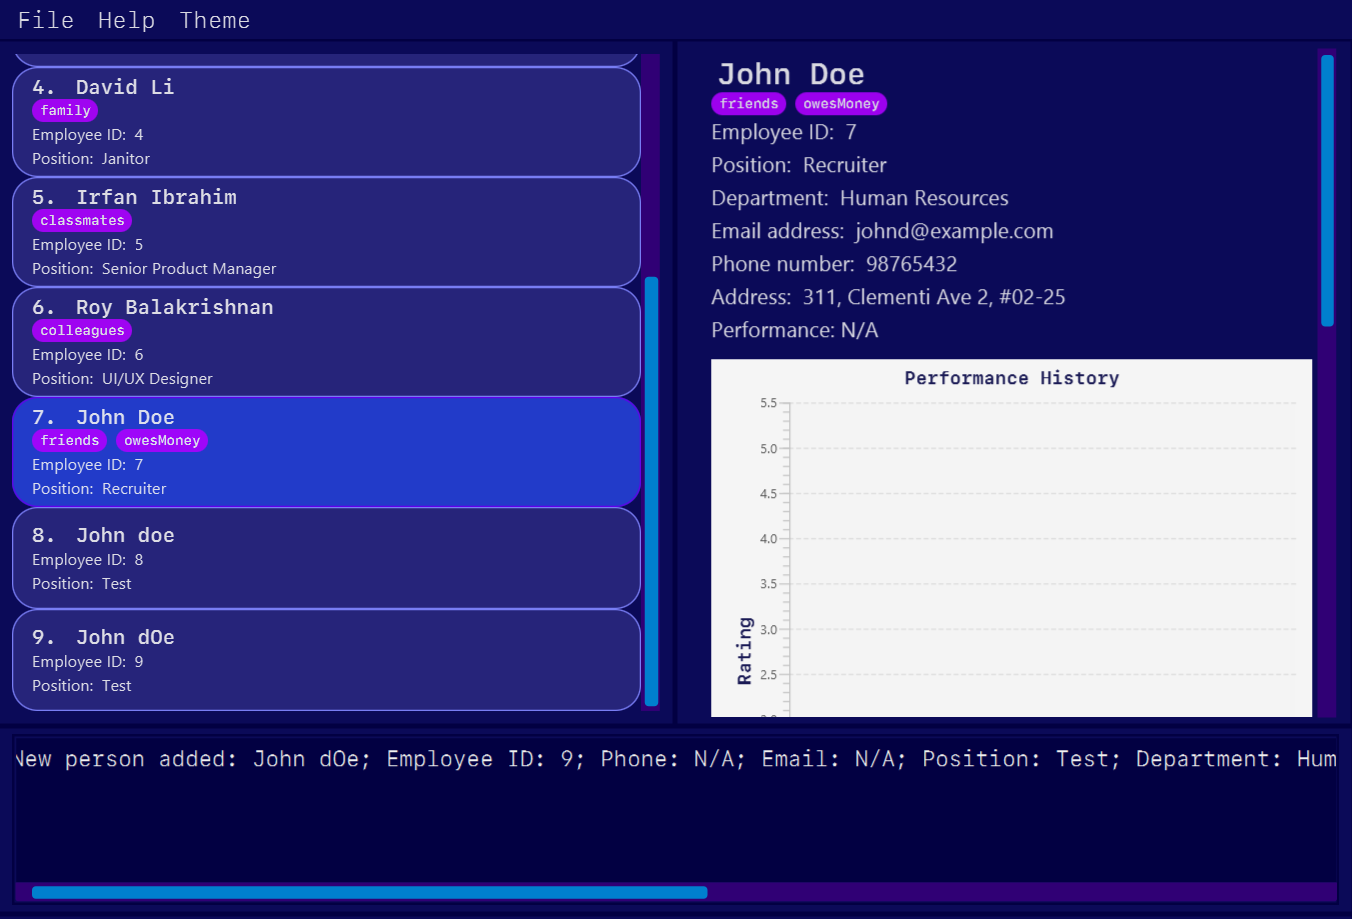 File Help Theme
4. David Li
family
Employee ID: 4
Position: Janitor
5. Irfan Ibrahim
classmates
Employee ID: 5
Position: Senior Product Manager
6. Roy Balakrishnan
colleagues
Employee ID: 6
Position: UI/UX Designer
7. John Doe
friends owesMoney
Employee ID: 7
Position: Recruiter
8. John doe
Employee ID: 8
Position: Test
9. John dOe
Employee ID: 9
Position: Test
John Doe
friends owesMoney
Employee ID: 7
Position: Recruiter
Department: Human Resources
Email address: johnd@example.com
Phone number: 98765432
Address: 311, Clementi Ave 2, #02-25
Performance: N/A
Performance History
5.5
5.0
4.5
4.0
3.5
3.0
2.5
Rating
New person added: John dOe; Employee ID: 9; Phone: N/A; Email: N/A; Position: Test; Department: Hum